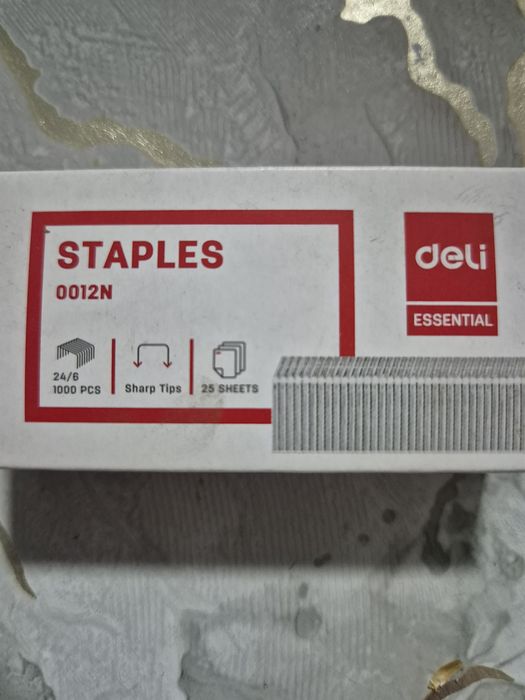 STAPLES
0012N
24/6
1000 PCS
Sharp Tips
25 SHEETS
deli
ESSENTIAL